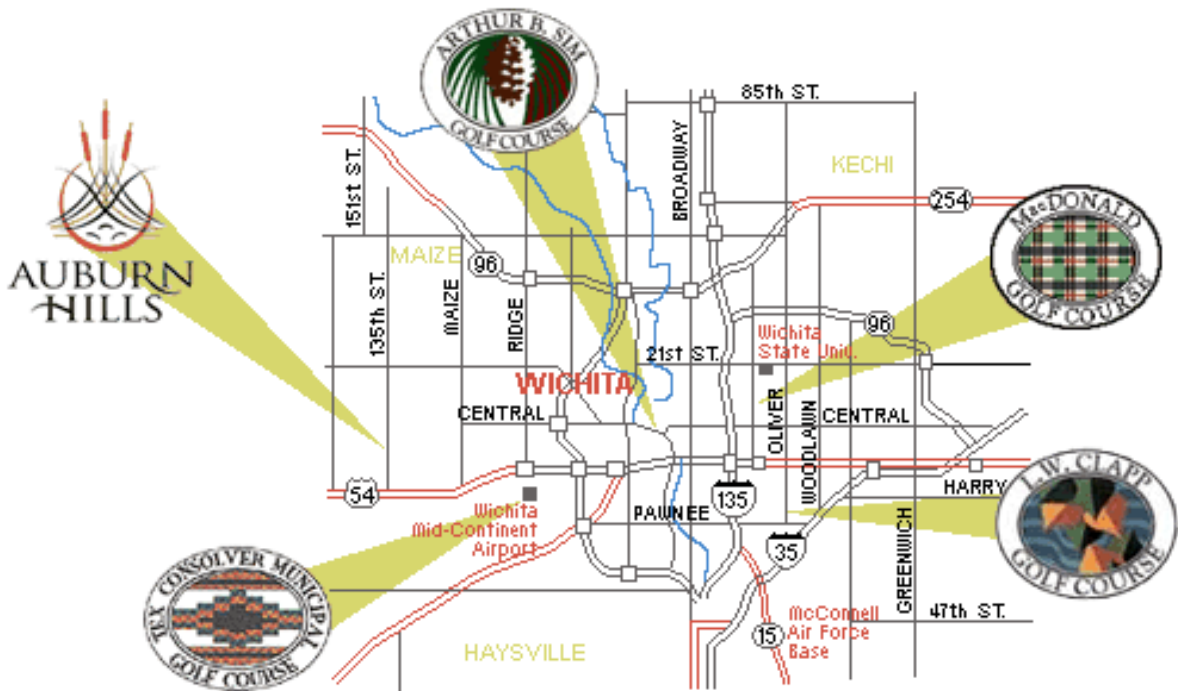 ARTHUR B. SIM
GOLF COURSE
85th ST.
KECHI
BROADWAY
151st ST.
254
MacDONALD
GOLF COURSE
AUBURN
HILLS
MAIZE
96
135th ST.
MAIZE
RIDGE
96
Wichita
State Univ.
21st ST.
WICHITA
CENTRAL
OLIVER
WOODLAWN
CENTRAL
54
135
HARRY
L.W. CLAPP
GOLF COURSE
Wichita
Mid-Continent
Airport
PAWNEE
35
GREENWICH
TEX CONSOLVER MUNICIPAL
GOLF COURSE
HAYSVILLE
15
McConnell
Air Force
Base
47th ST.